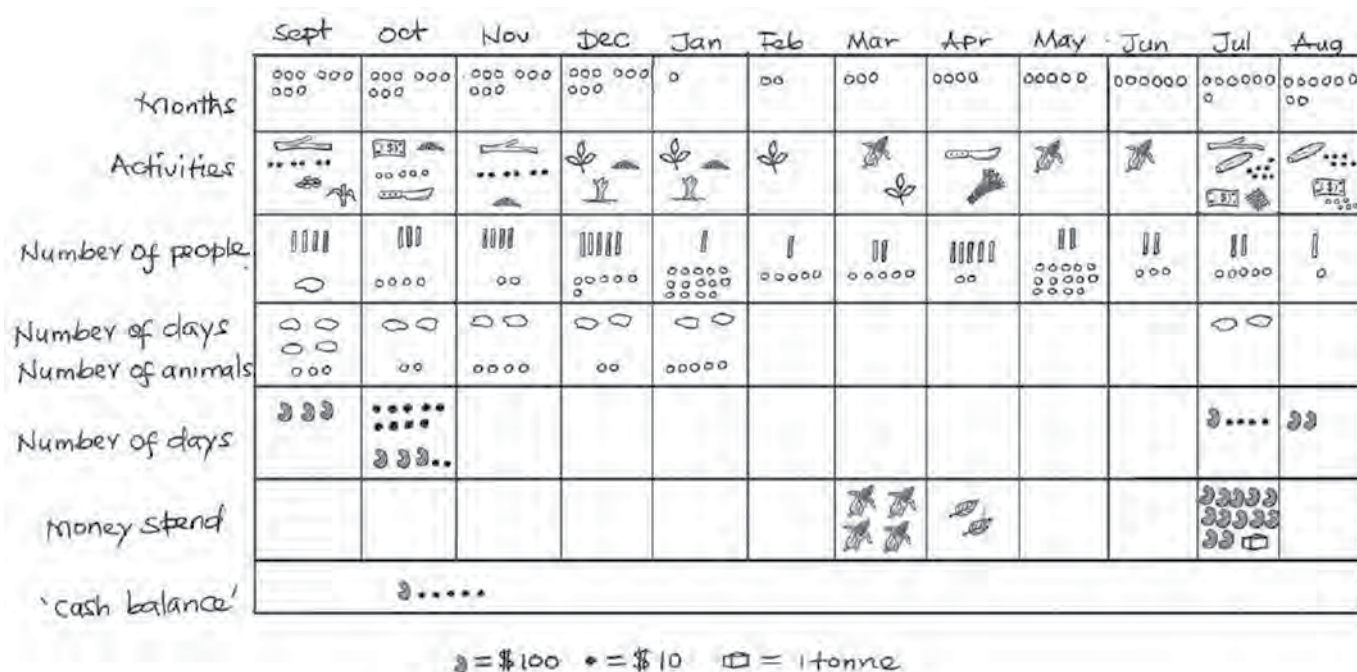 Sept Oct Nov Dec Jan Feb Mar Apr May Jun Jul Aug
Months
Activities
Number of people
Number of days
Number of animals
Number of days
Money spend
'cash balance'
= $100 • = $10 = 1 tonne